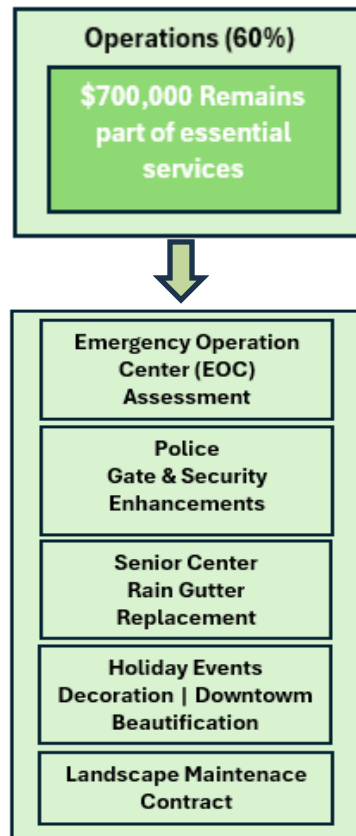 Operations (60%)
$700,000 Remains
part of essential
services
Emergency Operation
Center (EOC)
Assessment
Police
Gate & Security
Enhancements
Senior Center
Rain Gutter
Replacement
Holiday Events
Decoration | Downtowm
Beautification
Landscape Maintenace
Contract